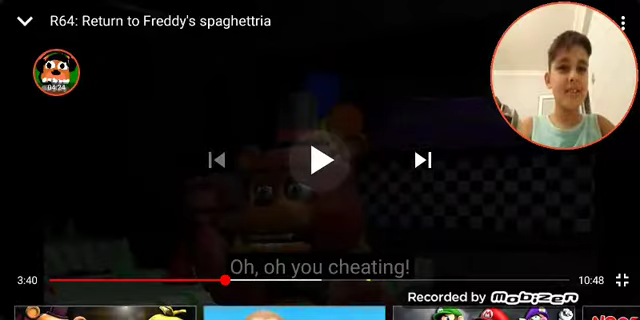 R64: Return to Freddy's spaghettria
04:24
Oh, oh you cheating!
3:40
10:48
Recorded by Mobizen